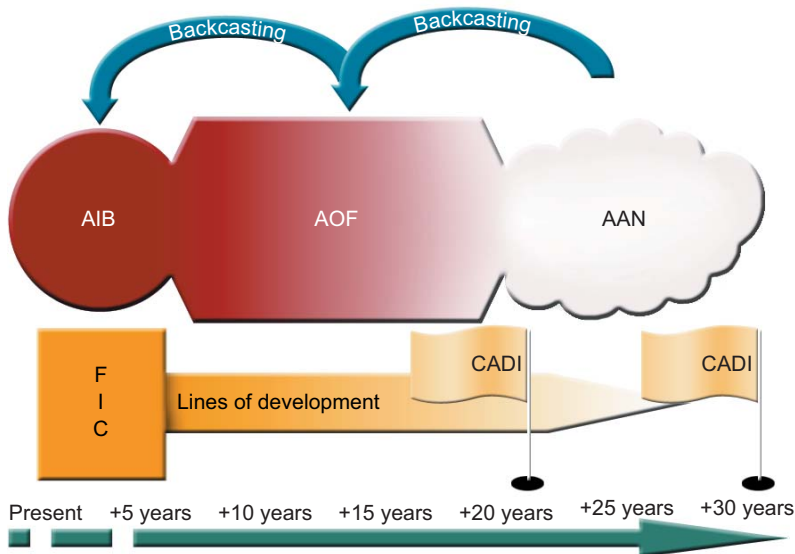 Backcasting Backcasting
AIB AOF AAN
F
I
C
Lines of development
CADI CADI
Present +5 years +10 years +15 years +20 years +25 years +30 years